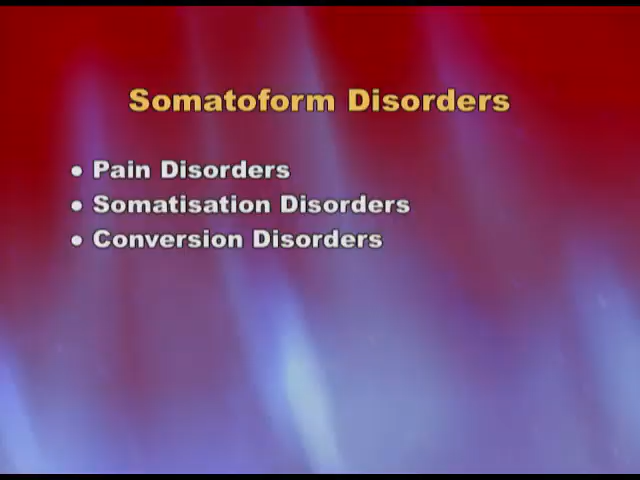 Somatoform Disorders
• Pain Disorders
• Somatisation Disorders
• Conversion Disorders